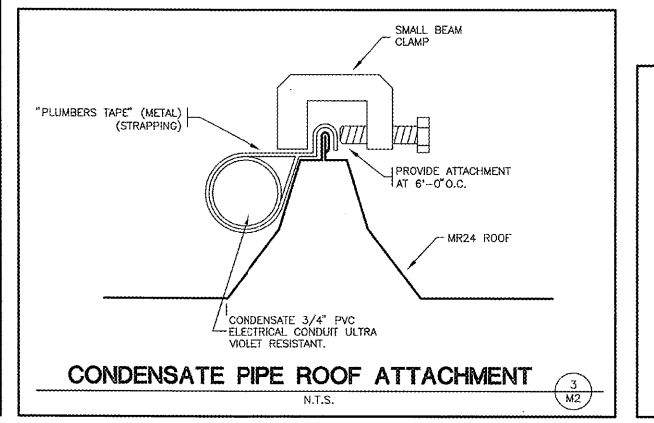 SMALL BEAM
CLAMP
"PLUMBERS TAPE" (METAL)
(STRAPPING)
PROVIDE ATTACHMENT
AT 6'-0"O.C.
MR24 ROOF
CONDENSATE 3/4" PVC
ELECTRICAL CONDUIT ULTRA
VIOLET RESISTANT.
CONDENSATE PIPE ROOF ATTACHMENT
N.T.S.
3
M2